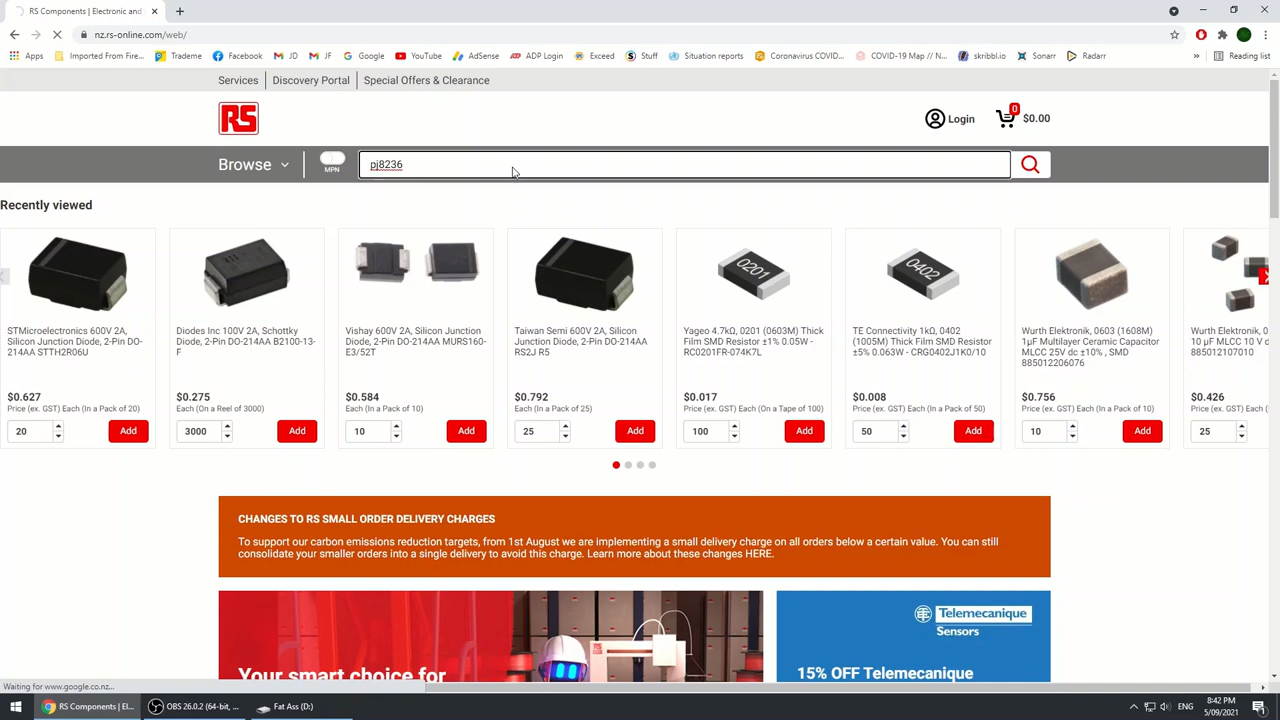 RS Components | Electronic and
nz.rs-online.com/web/
Apps
Imported From Fire...
Trademe
Facebook
JD
JF
Google
YouTube
AdSense
ADP Login
Exceed
Stuff
Situation reports
Coronavirus COVID...
COVID-19 Map // N...
skribbl.io
Sonarr
Radarr
»
Reading list
Services
Discovery Portal
Special Offers & Clearance
RS
Login
0
$0.00
Browse
MPN
pj8236
Recently viewed
0201
0402
STMicroelectronics 600V 2A,
Silicon Junction Diode, 2-Pin DO-
214AA STTH2R06U
$0.627
Price (ex. GST) Each (In a Pack of 20)
20
Add
Diodes Inc 100V 2A, Schottky
Diode, 2-Pin DO-214AA B2100-13-
F
$0.275
Each (On a Reel of 3000)
3000
Add
Vishay 600V 2A, Silicon Junction
Diode, 2-Pin DO-214AA MURS160-
E3/52T
$0.584
Each (In a Pack of 10)
10
Add
Taiwan Semi 600V 2A, Silicon
Junction Diode, 2-Pin DO-214AA
RS2J R5
$0.792
Each (In a Pack of 25)
25
Add
Yageo 4.7kΩ, 0201 (0603M) Thick
Film SMD Resistor ±1% 0.05W -
RC0201FR-074K7L
$0.017
Price (ex. GST) Each (On a Tape of 100)
100
Add
TE Connectivity 1kΩ, 0402
(1005M) Thick Film SMD Resistor
±5% 0.063W - CRG0402J1K0/10
$0.008
Price (ex. GST) Each (In a Pack of 50)
50
Add
Wurth Elektronik, 0603 (1608M)
1µF Multilayer Ceramic Capacitor
MLCC 25V dc ±10% , SMD
885012206076
$0.756
Price (ex. GST) Each (In a Pack of 10)
10
Add
Wurth Elektronik, 0
10 µF MLCC 10 V d
885012107010
$0.426
Price (ex. GST) Each
25
Add
CHANGES TO RS SMALL ORDER DELIVERY CHARGES
To support our carbon emissions reduction targets, from 1st August we are implementing a small delivery charge on all orders below a certain value. You can still
consolidate your smaller orders into a single delivery to avoid this charge. Learn more about these changes HERE.
Your smart choice for
RS
Telemecanique
Sensors
15% OFF Telemecanique
Waiting for www.google.co.nz...
RS Components | El...
OBS 26.0.2 (64-bit, ...
Fat Ass (D:)
ENG
8:42 PM
5/09/2021
1